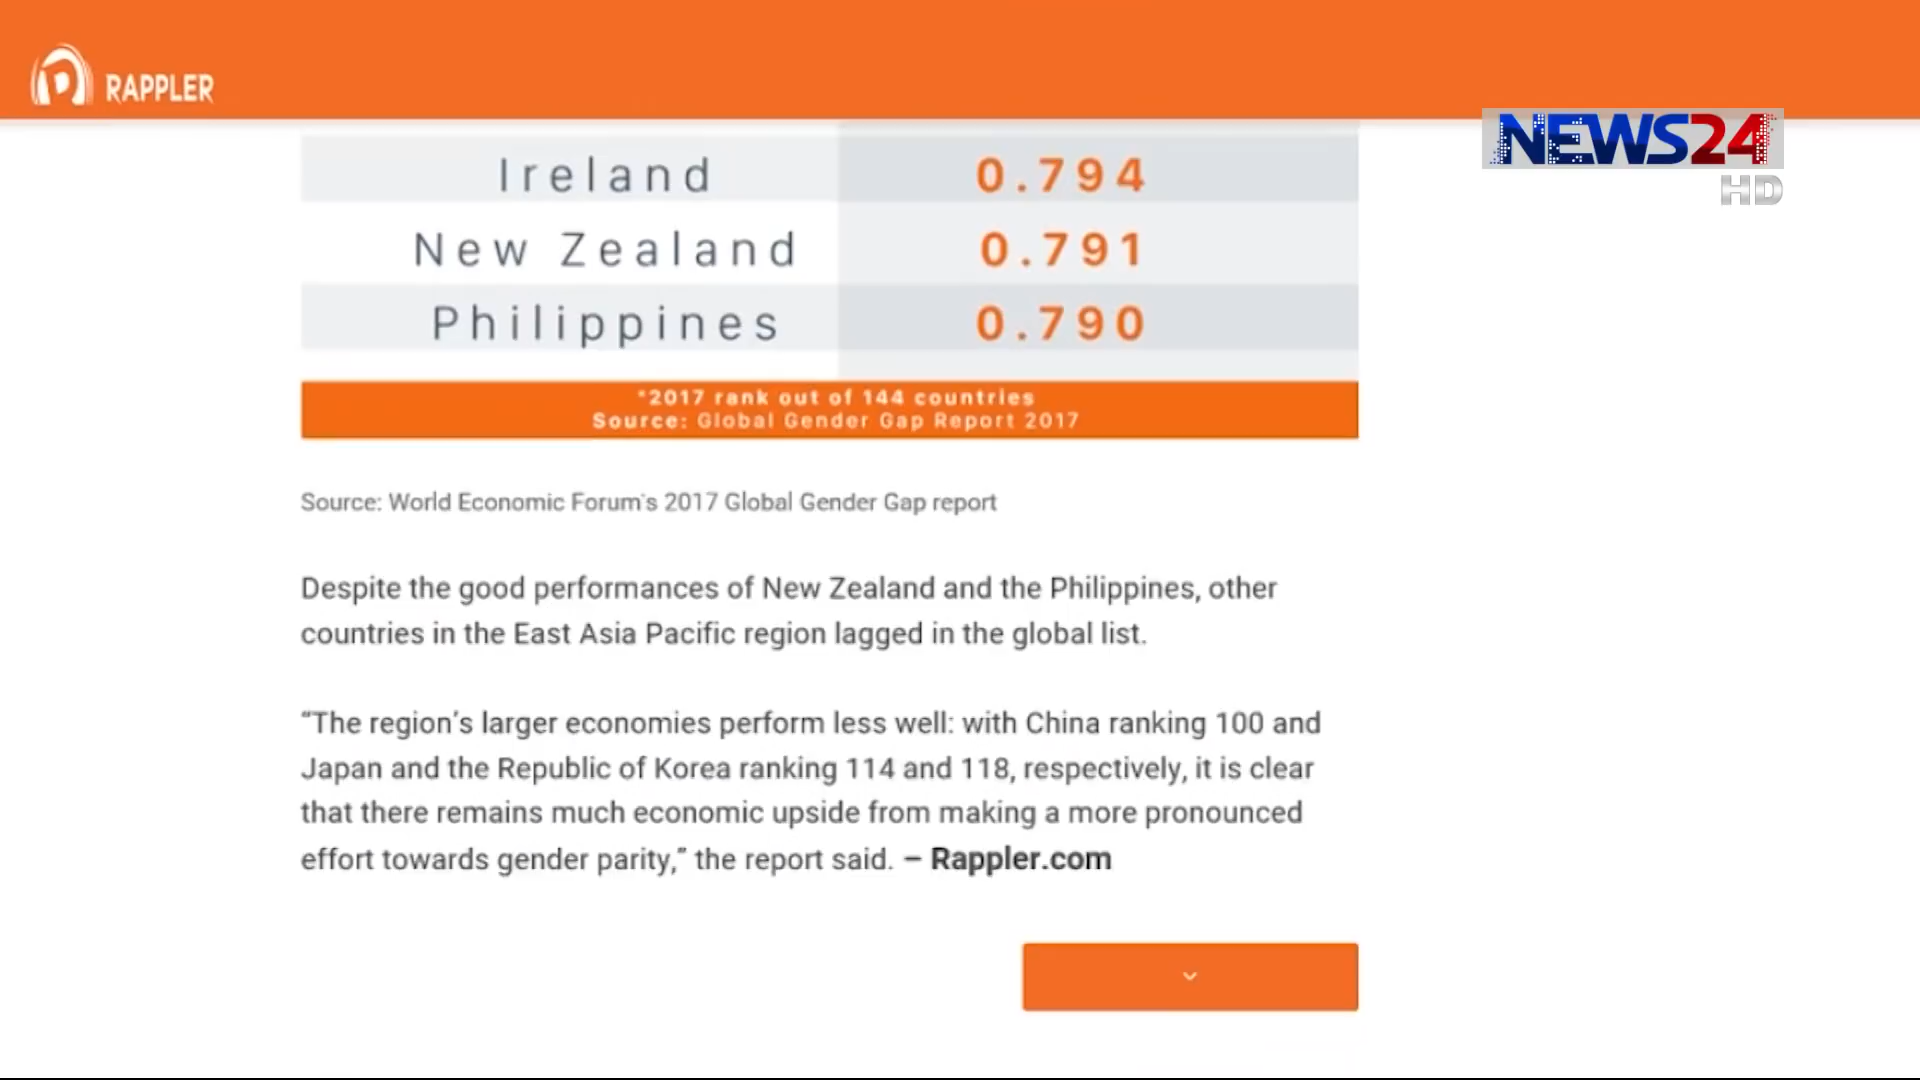 RAPPLER
NEWS24
HD
Ireland 0.794
New Zealand 0.791
Philippines 0.790
*2017 rank out of 144 countries
Source: Global Gender Gap Report 2017
Source: World Economic Forum's 2017 Global Gender Gap report
Despite the good performances of New Zealand and the Philippines, other
countries in the East Asia Pacific region lagged in the global list.
“The region’s larger economies perform less well: with China ranking 100 and
Japan and the Republic of Korea ranking 114 and 118, respectively, it is clear
that there remains much economic upside from making a more pronounced
effort towards gender parity,” the report said. – Rappler.com